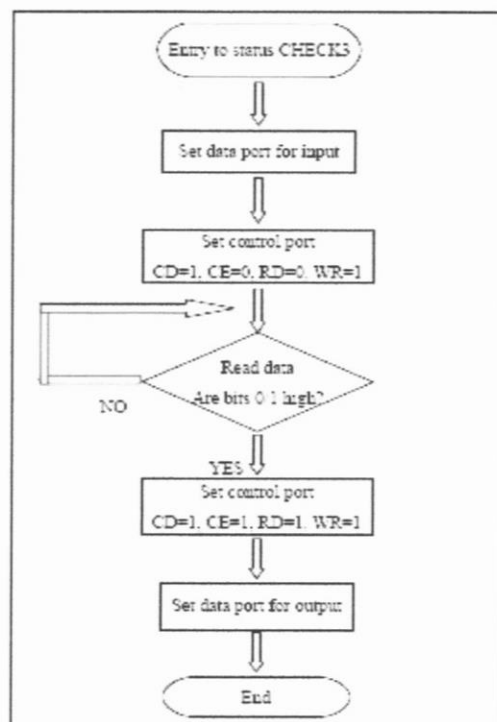 Entry to status CHECK3
Set data port for input
Set control port
CD=1, CE=0, RD=0, WR=1
Read data
Are bits 0 1 high?
NO
YES
Set control port
CD=1, CE=1, RD=1, WR=1
Set data port for output
End